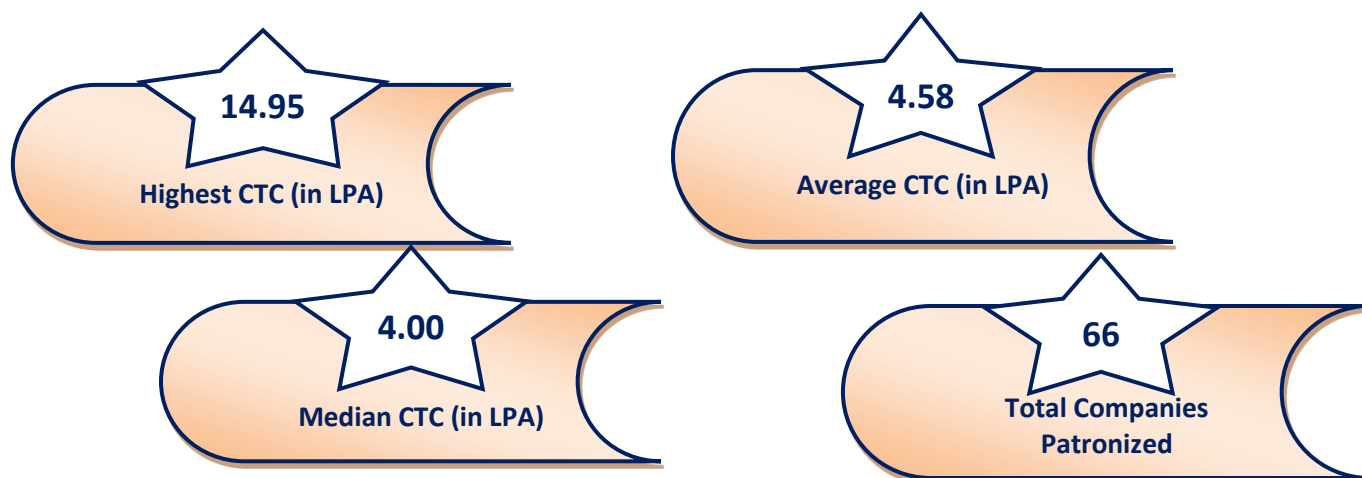 14.95
Highest CTC (in LPA)
4.58
Average CTC (in LPA)
4.00
Median CTC (in LPA)
66
Total Companies
Patronized